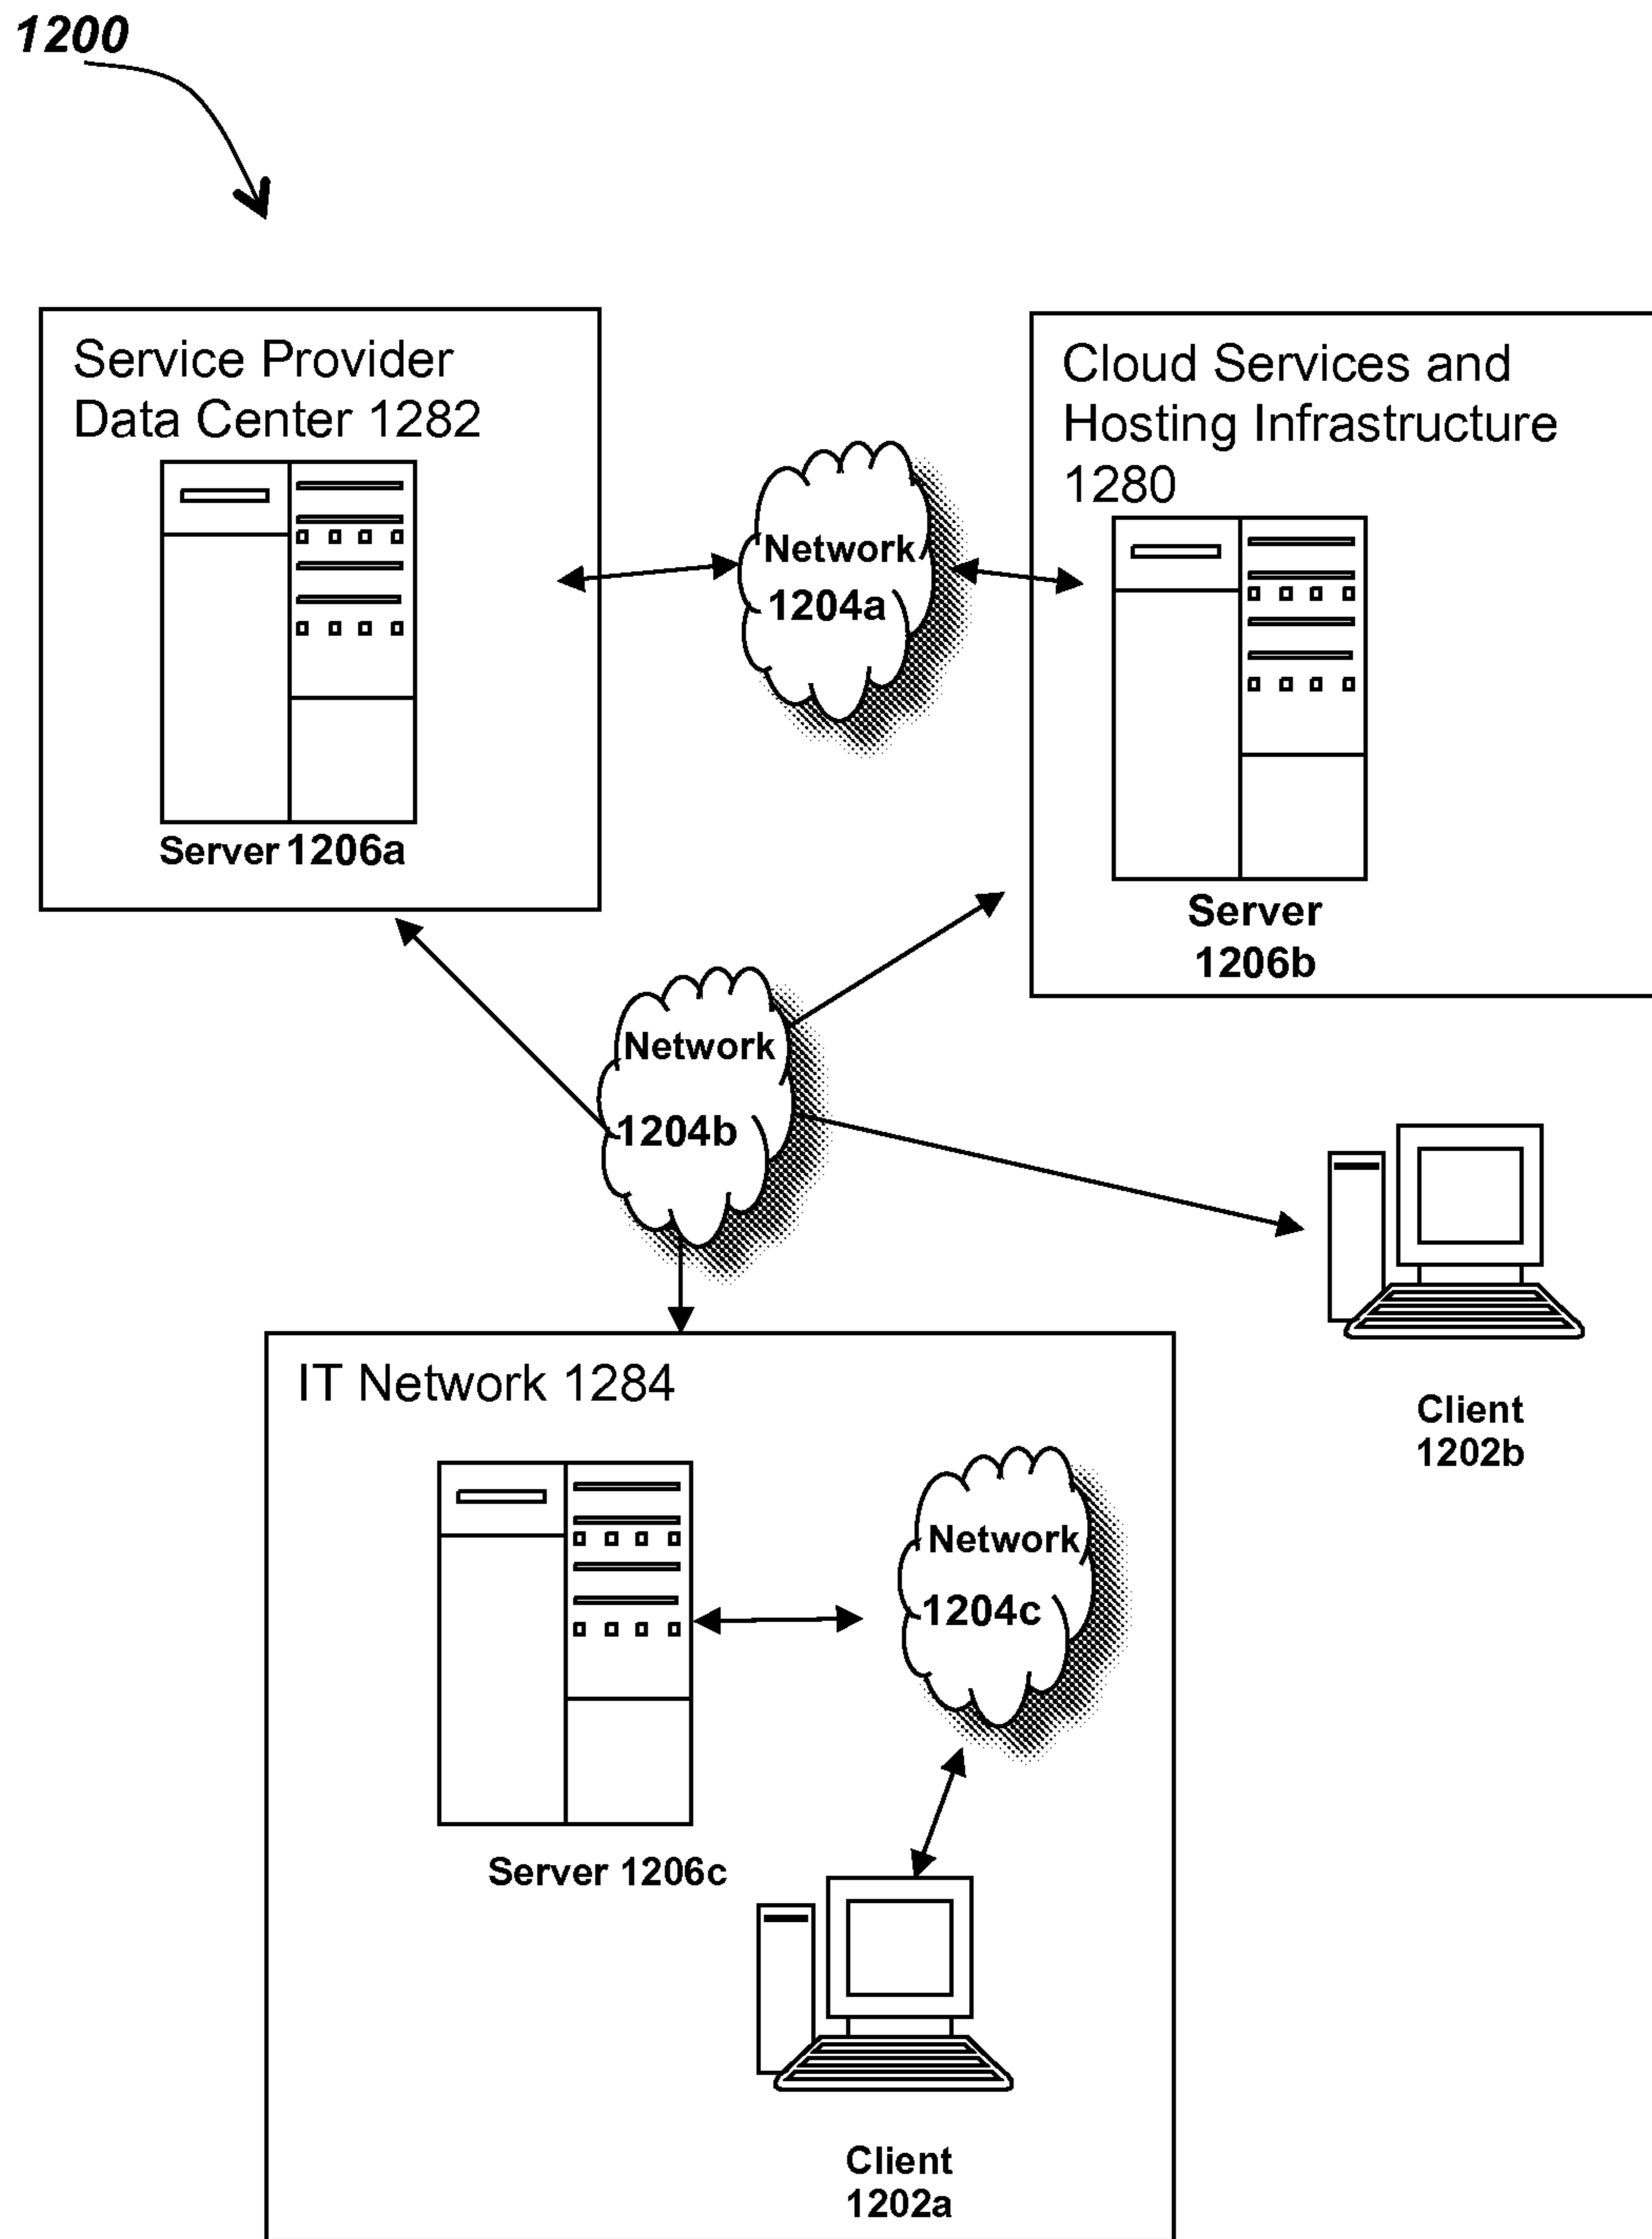 1200
Service Provider
Data Center 1282
Server 1206a
Network
1204a
Cloud Services and
Hosting Infrastructure
1280
Server
1206b
Network
1204b
Client
1202b
IT Network 1284
Server 1206c
Network
1204c
Client
1202a